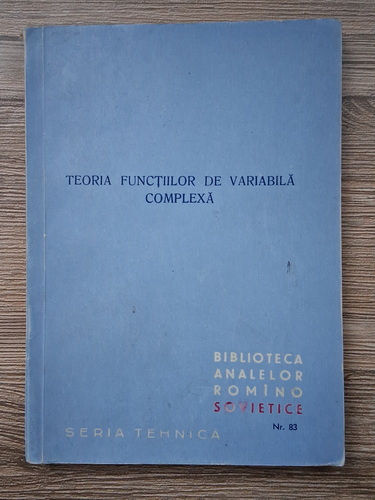 TEORIA FUNCȚIILOR DE VARIABILĂ
COMPLEXĂ
BIBLIOTECA
ANALELOR
ROMÎNO
SOVIETICE
Nr. 83
SERIA TEHNICA